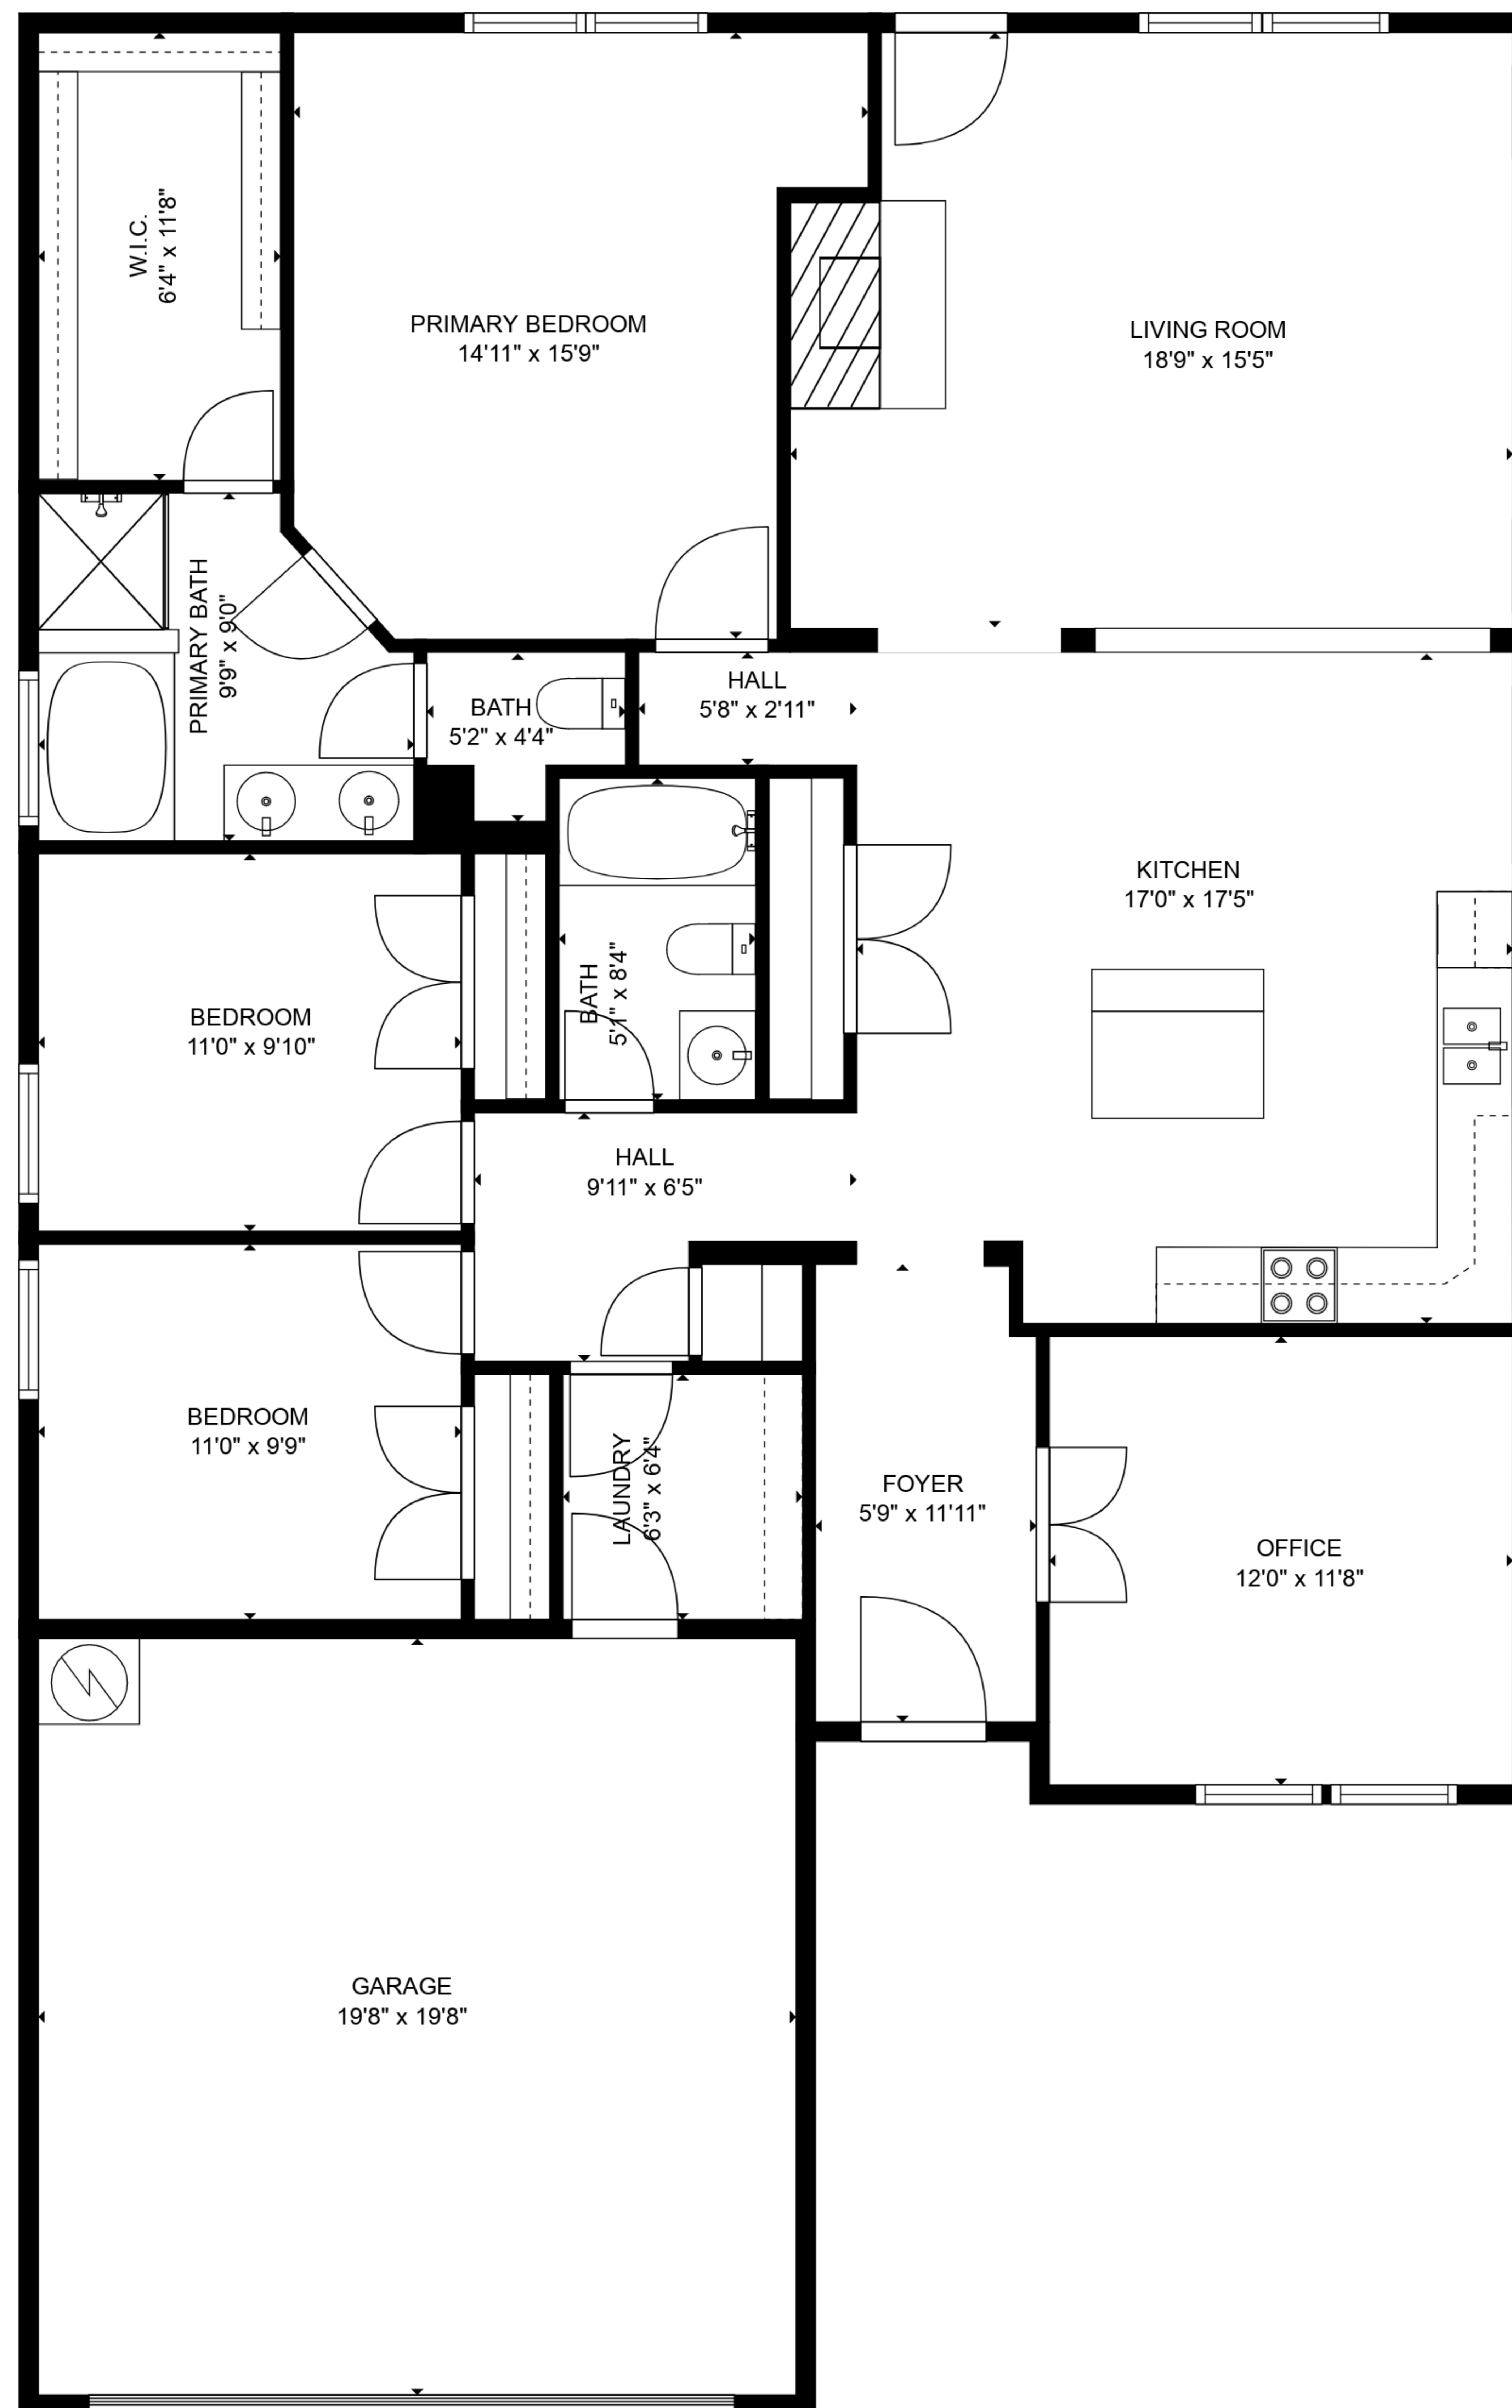 W.I.C.
6'4" x 11'8"
PRIMARY BEDROOM
14'11" x 15'9"
LIVING ROOM
18'9" x 15'5"
PRIMARY BATH
9'9" x 9'0"
BATH
5'2" x 4'4"
HALL
5'8" x 2'11"
KITCHEN
17'0" x 17'5"
BEDROOM
11'0" x 9'10"
BATH
5'1" x 8'4"
HALL
9'11" x 6'5"
BEDROOM
11'0" x 9'9"
LAUNDRY
6'3" x 6'4"
FOYER
5'9" x 11'11"
OFFICE
12'0" x 11'8"
GARAGE
19'8" x 19'8"